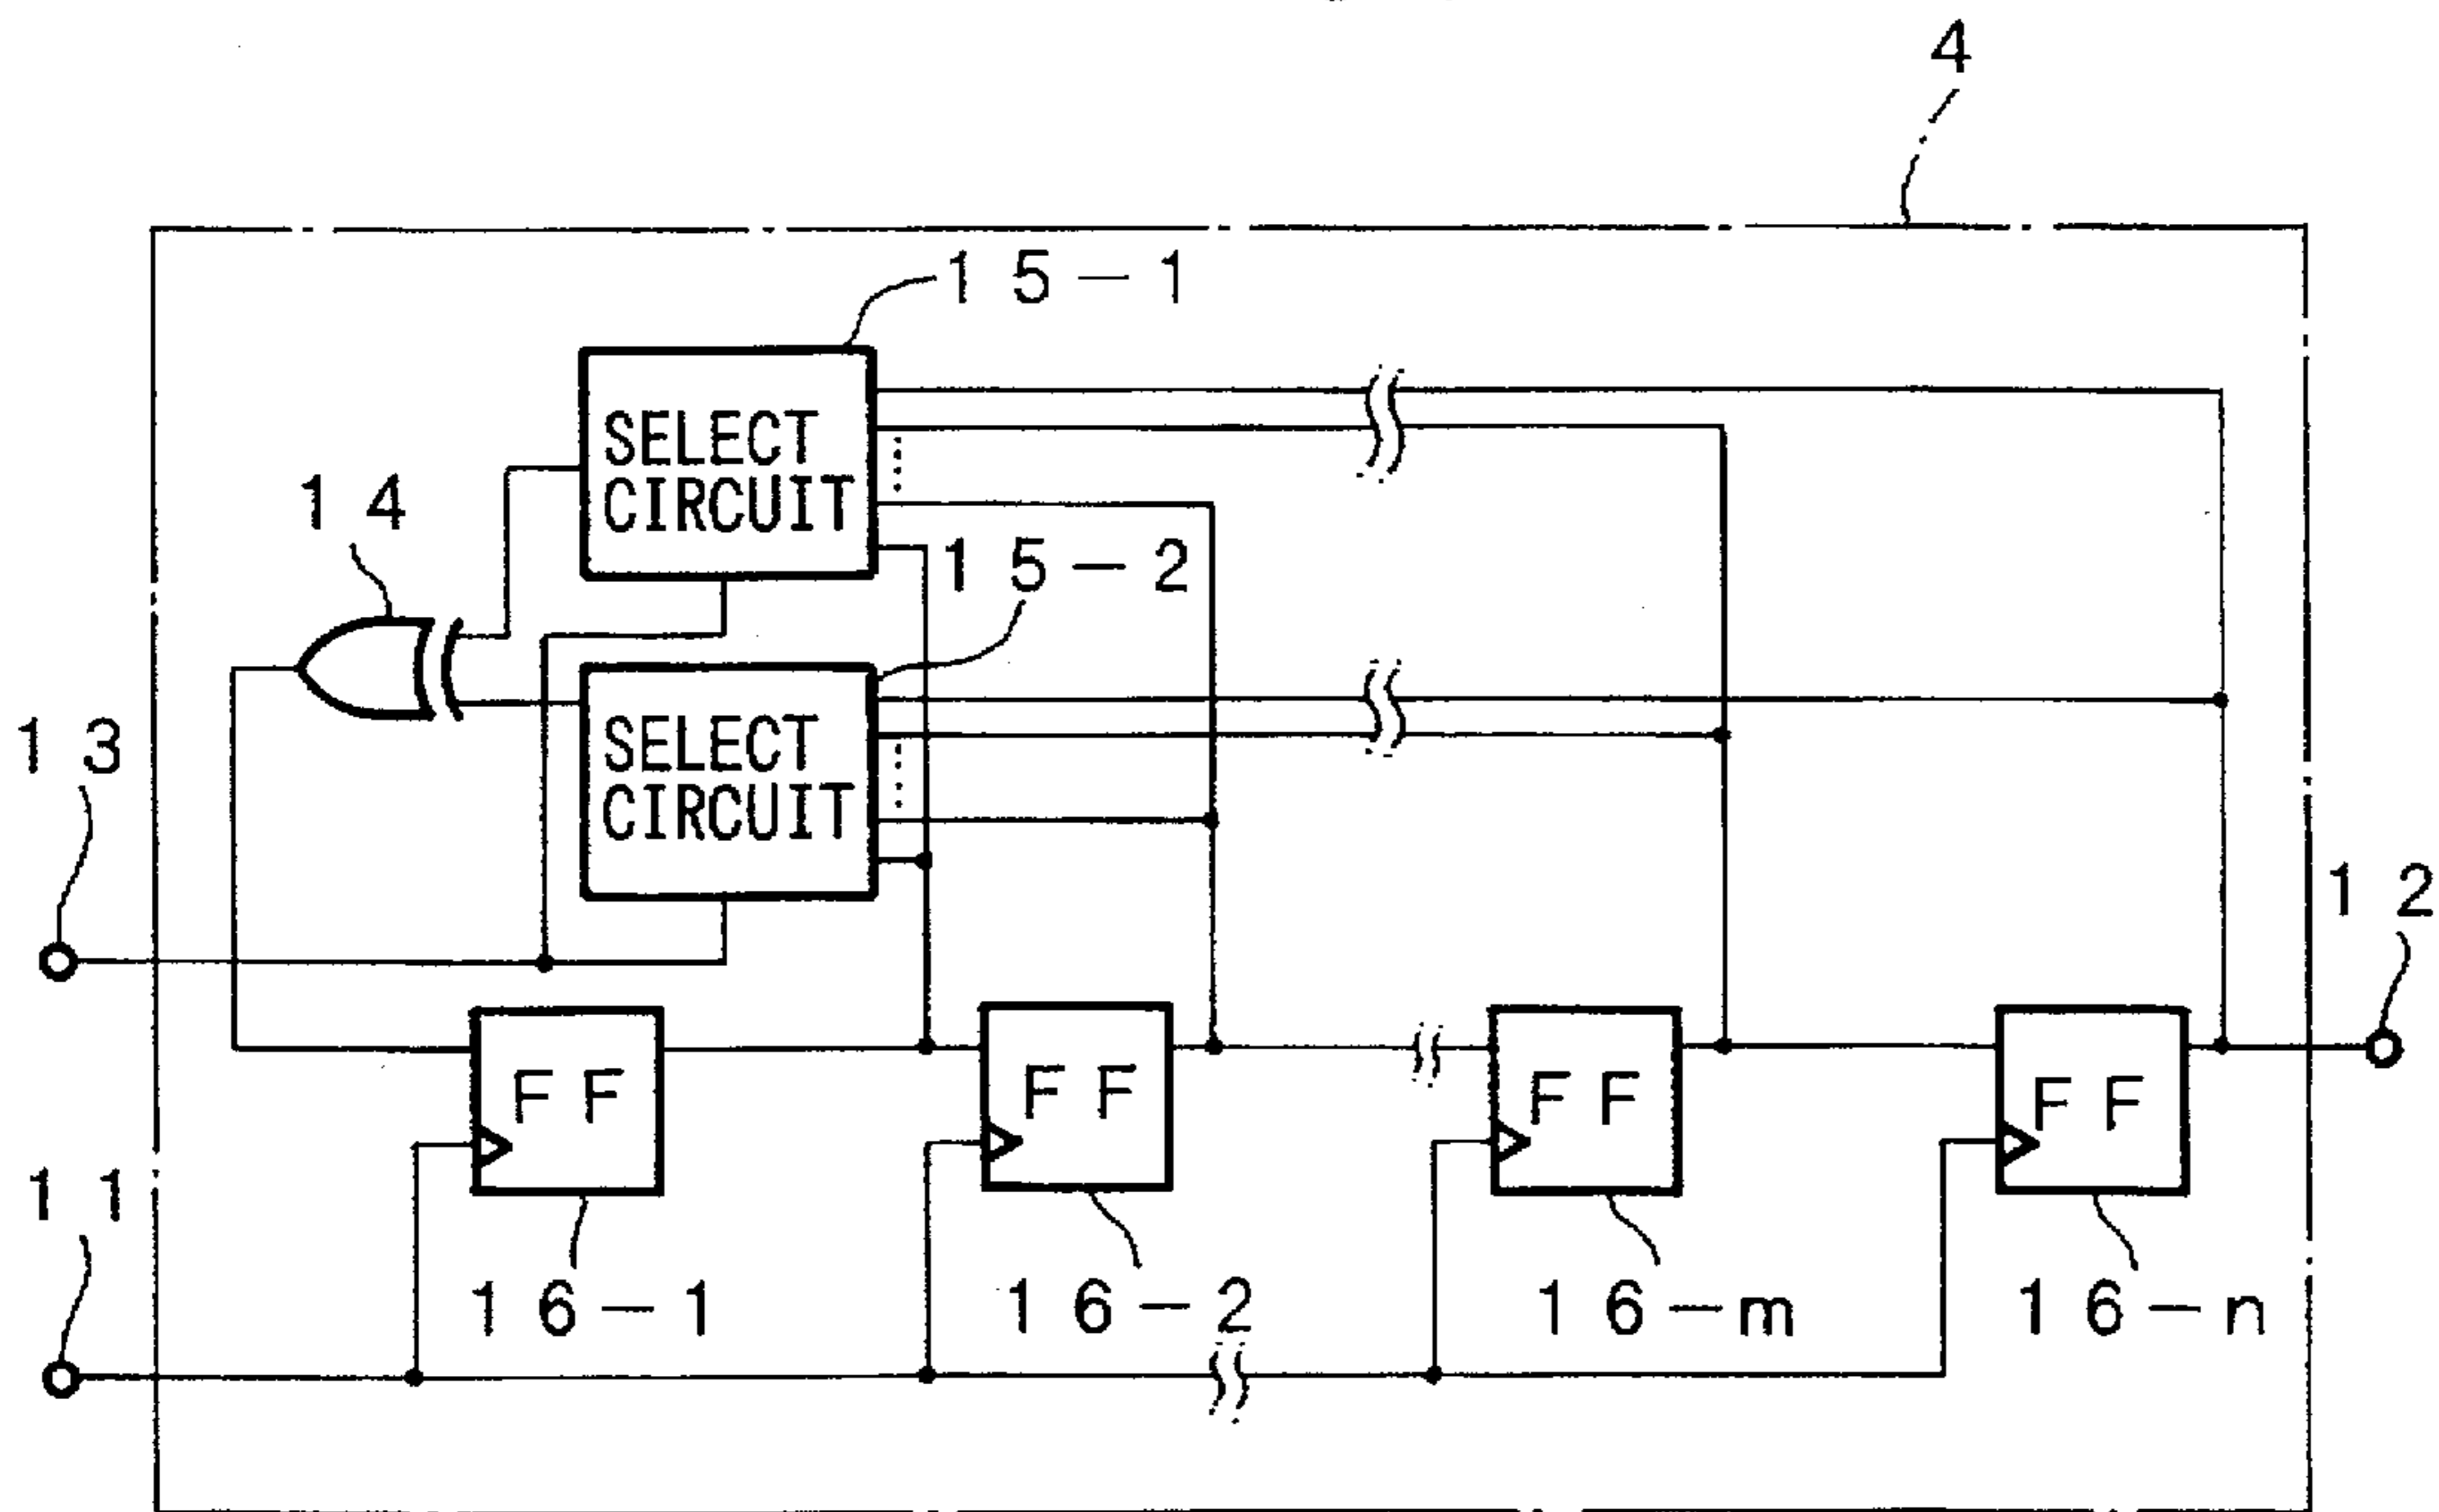 4
15-1
SELECT
CIRCUIT
14
15-2
SELECT
CIRCUIT
13
12
FF
FF
FF
FF
11
16-1
16-2
16-m
16-n